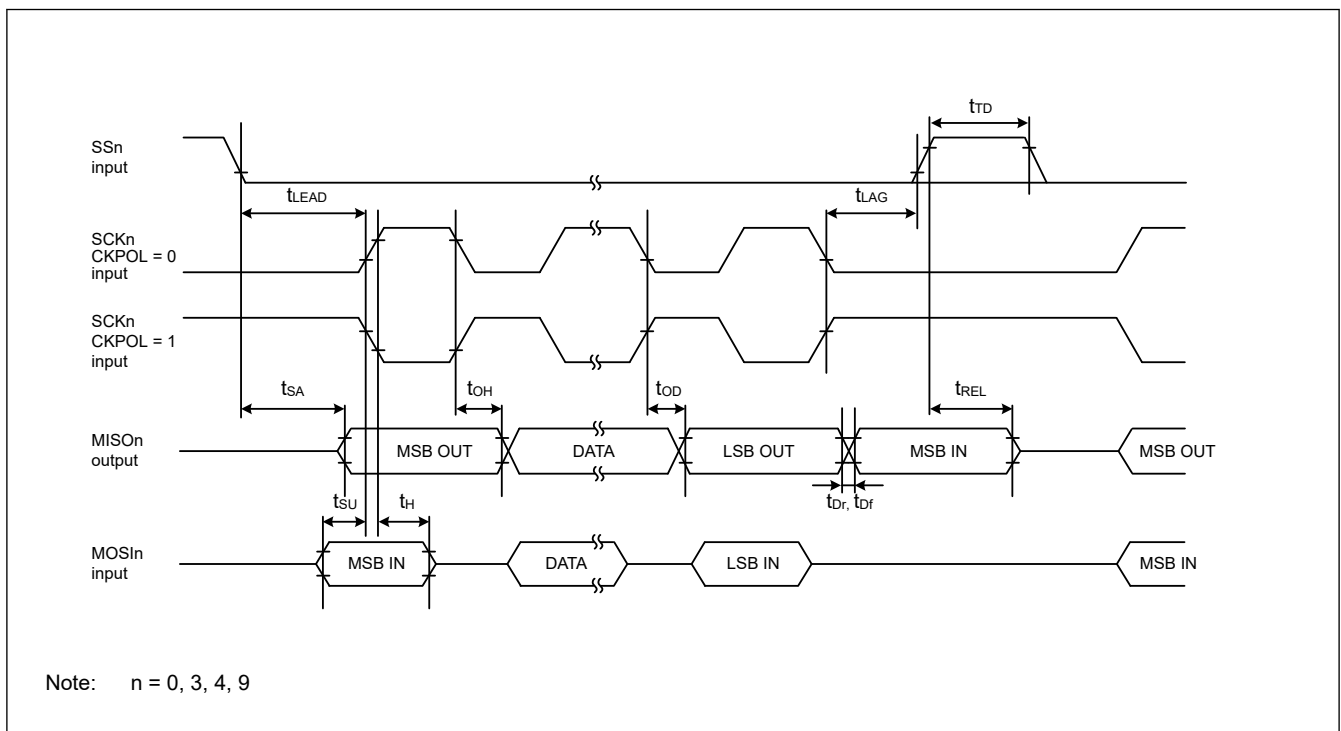 tTD
SSn
input
tLEAD
tLAG
SCKn
CKPOL = 0
input
SCKn
CKPOL = 1
input
tSA
tOH
tOD
tREL
MISOn
output
MSB OUT
DATA
LSB OUT
MSB IN
MSB OUT
tSU
tH
tDr, tDf
MOSIn
input
MSB IN
DATA
LSB IN
MSB IN
Note: n = 0, 3, 4, 9